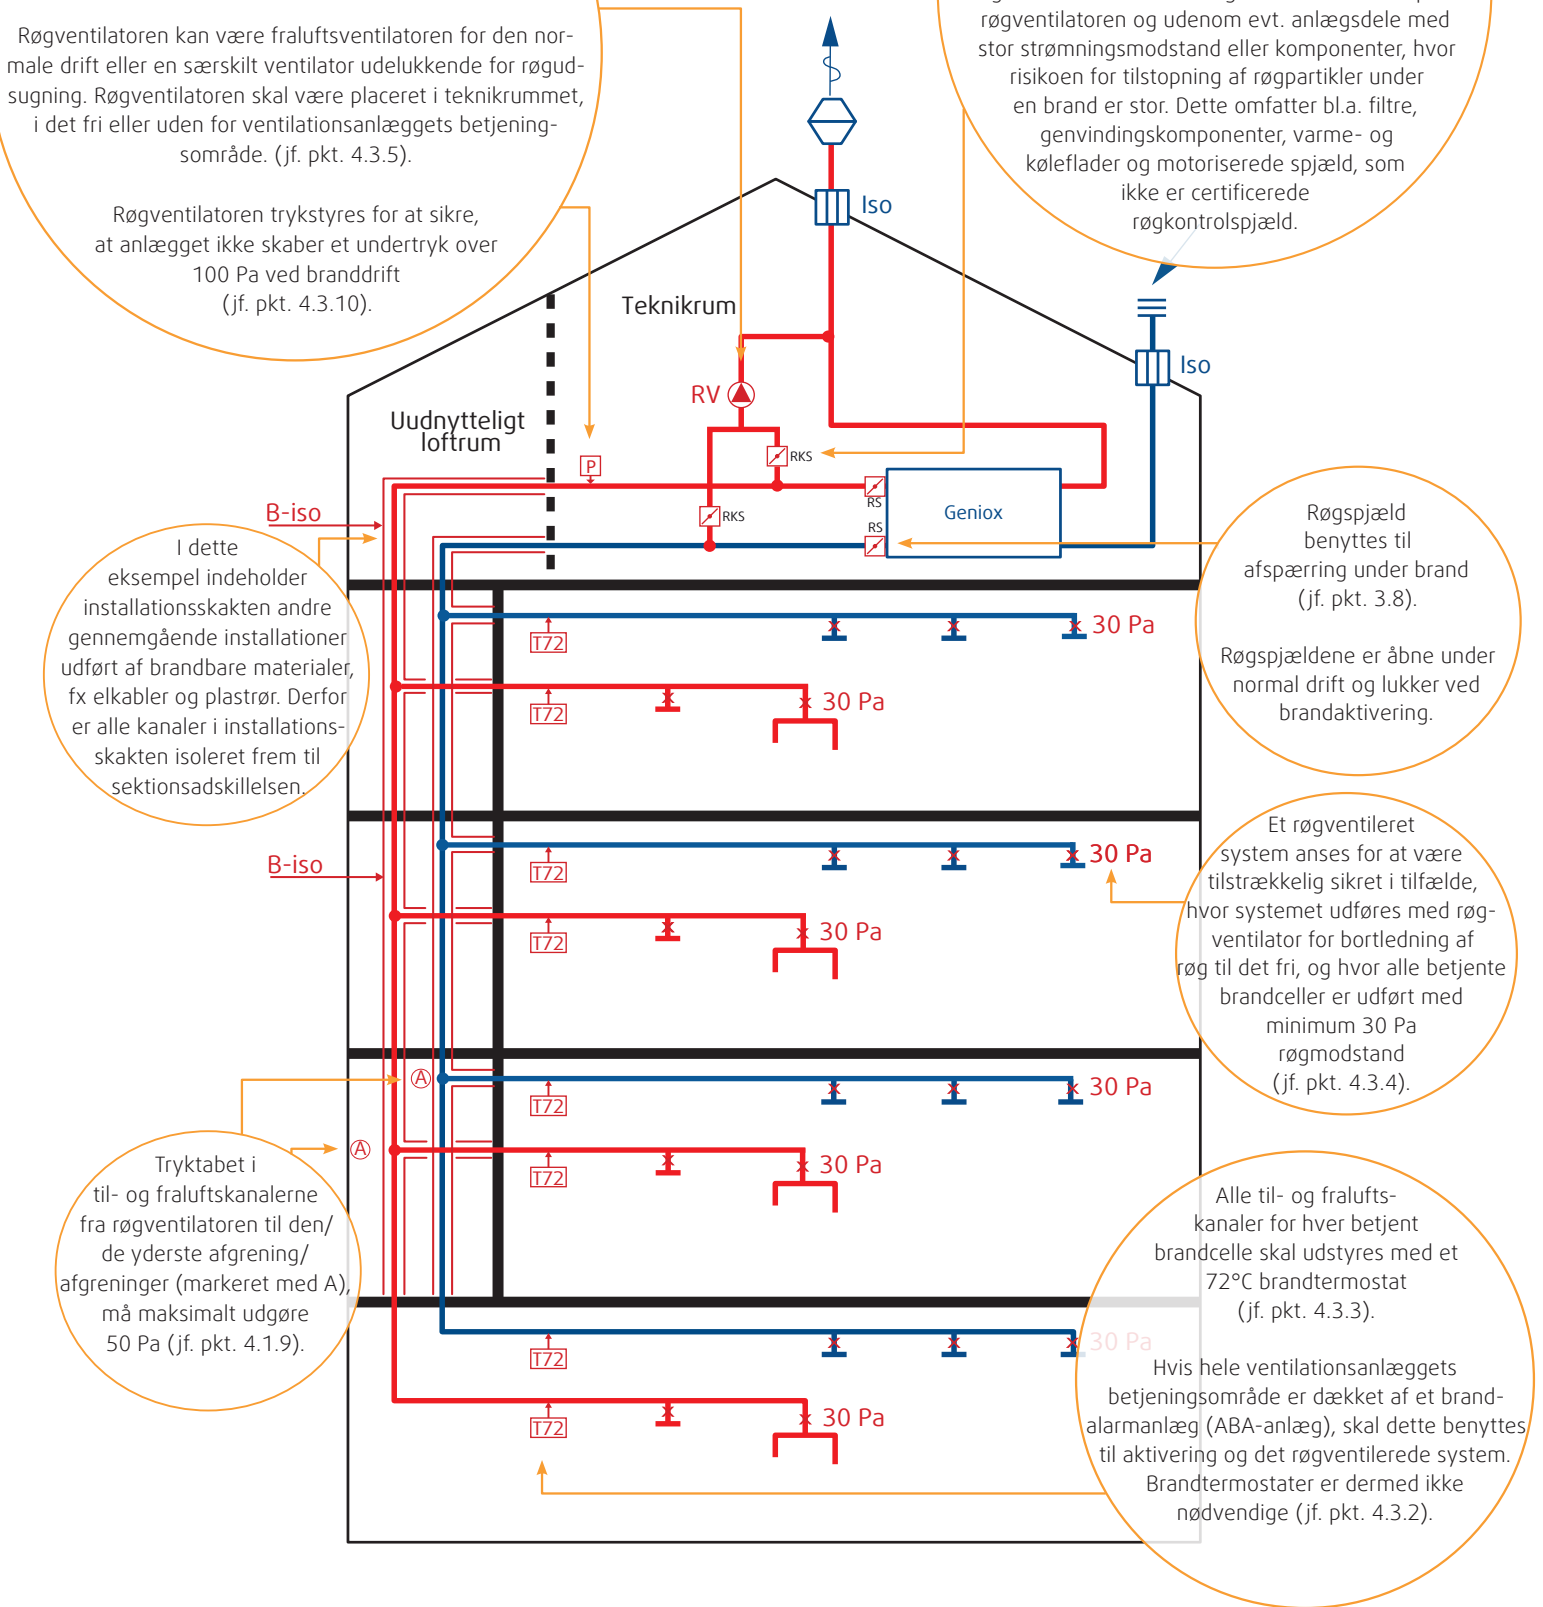 Røgventilatoren kan være fraluftsventilatoren for den nor-
male drift eller en særskilt ventilator udelukkende for røgud-
sugning. Røgventilatoren skal være placeret i teknikrummet,
i det fri eller uden for ventilationsanlæggets betjening-
sområde. (jf. pkt. 4.3.5).
Røgventilatoren trykstyres for at sikre,
at anlægget ikke skaber et undertryk over
100 Pa ved branddrift
(jf. pkt. 4.3.10).
røgventilatoren og udenom evt. anlægsdele med
stor strømningsmodstand eller komponenter, hvor
risikoen for tilstopning af røgpartikler under
en brand er stor. Dette omfatter bl.a. filtre,
genvindingskomponenter, varme- og
køleflader og motoriserede spjæld, som
ikke er certificerede
røgkontrolspjæld.
Iso
Teknikrum
Iso
RV
Uudnytteligt
loftrum
RKS
P
RS
Geniox
B-iso
RKS
RS
I dette
eksempel indeholder
installationsskakten andre
gennemgående installationer
udført af brandbare materialer,
fx elkabler og plastrør. Derfor
er alle kanaler i installations-
skakten isoleret frem til
sektionsadskillelsen.
Røgspjæld
benyttes til
afspærring under brand
(jf. pkt. 3.8).
Røgspjældene er åbne under
normal drift og lukker ved
brandaktivering.
30 Pa
T72
30 Pa
T72
30 Pa
B-iso
T72
30 Pa
T72
Et røgventileret
system anses for at være
tilstrækkelig sikret i tilfælde,
hvor systemet udføres med røg-
ventilator for bortledning af
røg til det fri, og hvor alle betjente
brandceller er udført med
minimum 30 Pa
røgmodstand
(jf. pkt. 4.3.4).
A
30 Pa
T72
A
30 Pa
T72
Tryktabet i
til- og fraluftskanalerne
fra røgventilatoren til den/
de yderste afgrening/
afgreninger (markeret med A),
må maksimalt udgøre
50 Pa (jf. pkt. 4.1.9).
30 Pa
T72
30 Pa
T72
Alle til- og fralufts-
kanaler for hver betjent
brandcelle skal udstyres med et
72°C brandtermostat
(jf. pkt. 4.3.3).
Hvis hele ventilationsanlæggets
betjeningsområde er dækket af et brand-
alarmanlæg (ABA-anlæg), skal dette benyttes
til aktivering og det røgventilerede system.
Brandtermostater er dermed ikke
nødvendige (jf. pkt. 4.3.2).